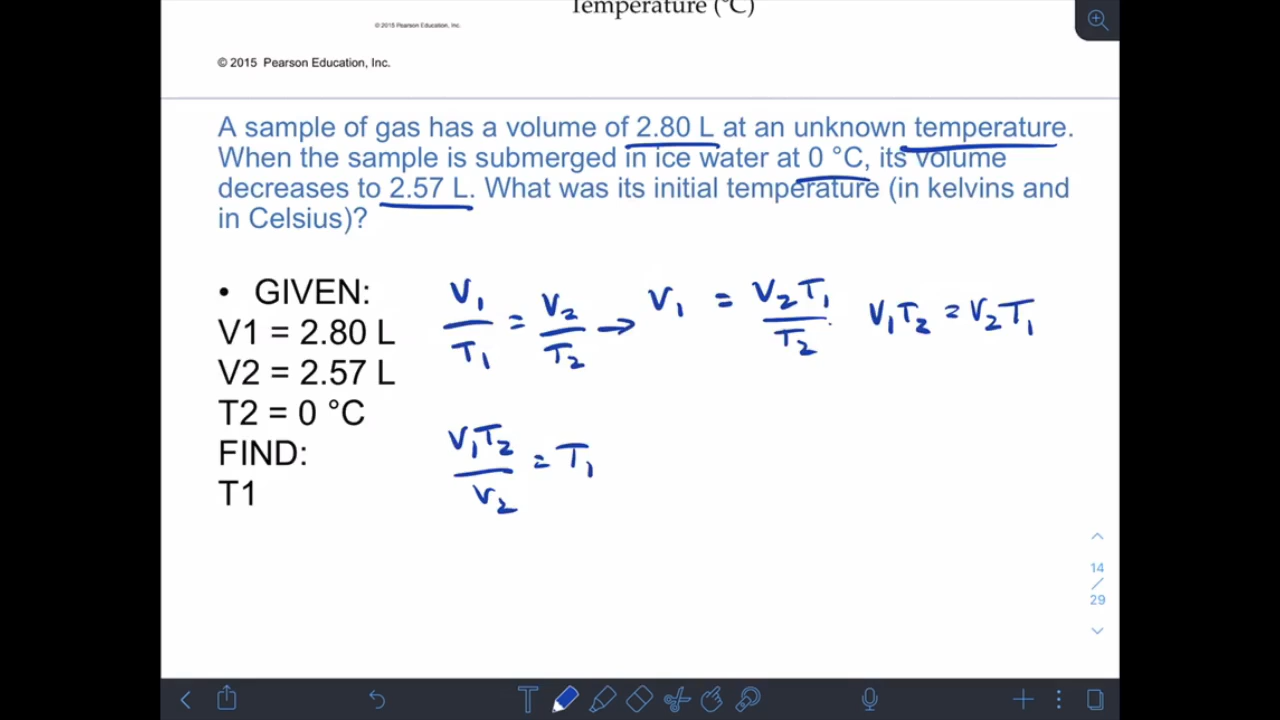 Temperature (°C)
© 2015 Pearson Education, Inc.
© 2015 Pearson Education, Inc.
A sample of gas has a volume of 2.80 L at an unknown temperature.
When the sample is submerged in ice water at 0 °C, its volume
decreases to 2.57 L. What was its initial temperature (in kelvins and
in Celsius)?
• GIVEN:
V1 = 2.80 L
V2 = 2.57 L
T2 = 0 °C
FIND:
T1
V₁/T₁ = V₂/T₂ → V₁ = V₂T₁/T₂ V₁T₂ = V₂T₁
V₁T₂/V₂ = T₁
14
/
29
T